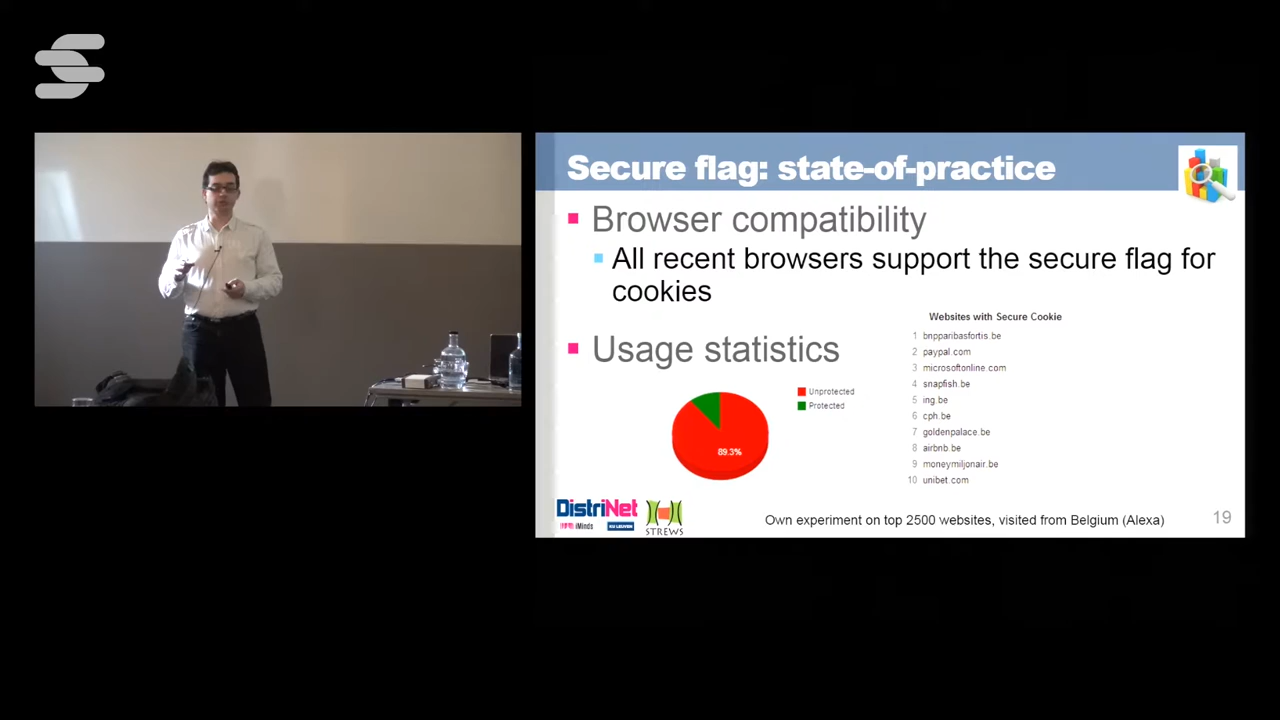 Secure flag: state-of-practice
Browser compatibility
All recent browsers support the secure flag for
cookies
Usage statistics
Unprotected
Protected
89.3%
Websites with Secure Cookie
1 bnpparibasfortis.be
2 paypal.com
3 microsoftonline.com
4 snapfish.be
5 ing.be
6 cph.be
7 goldenpalace.be
8 airbnb.be
9 moneymiljonair.be
10 unibet.com
DistriNet
iMinds
KU LEUVEN
STREWS
Own experiment on top 2500 websites, visited from Belgium (Alexa)
19